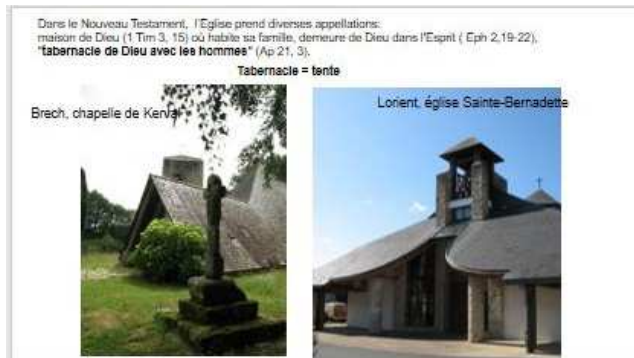 Dans le Nouveau Testament, l'Eglise prend diverses appellations:
maison de Dieu (1 Tim 3, 15) où habite sa famille, demeure de Dieu dans l'Esprit ( Eph 2,19-22),
"tabernacle de Dieu avec les hommes" (Ap 21, 3).
Tabernacle = tente
Brech, chapelle de
Lorient, église Sainte-Bernadette